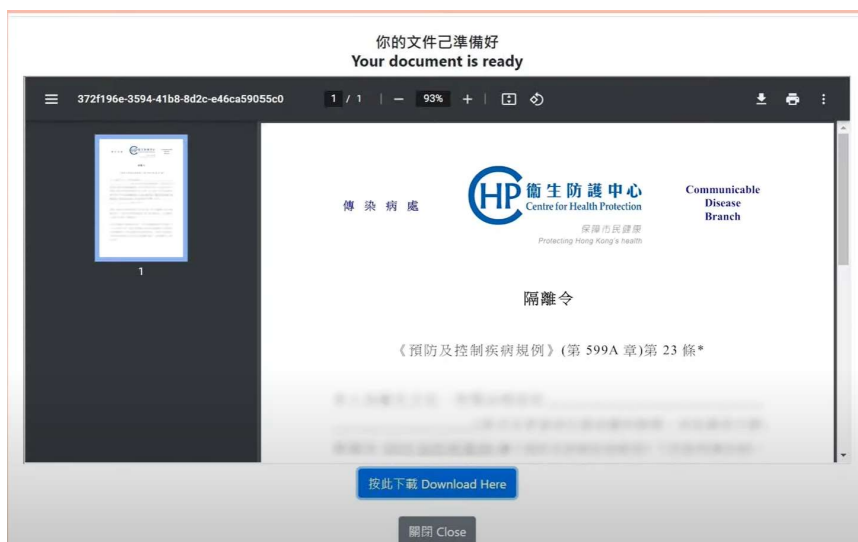 你的文件己準備好
Your document is ready
372f196e-3594-41b8-8d2c-e46ca59055c0 1 / 1 93%
傳染病處
CHP
衞生防護中心
Centre for Health Protection
保障市民健康
Protecting Hong Kong's health
Communicable
Disease
Branch
隔離令
《預防及控制疾病規例》(第 599A 章)第 23 條*
1
按此下載 Download Here
關閉 Close